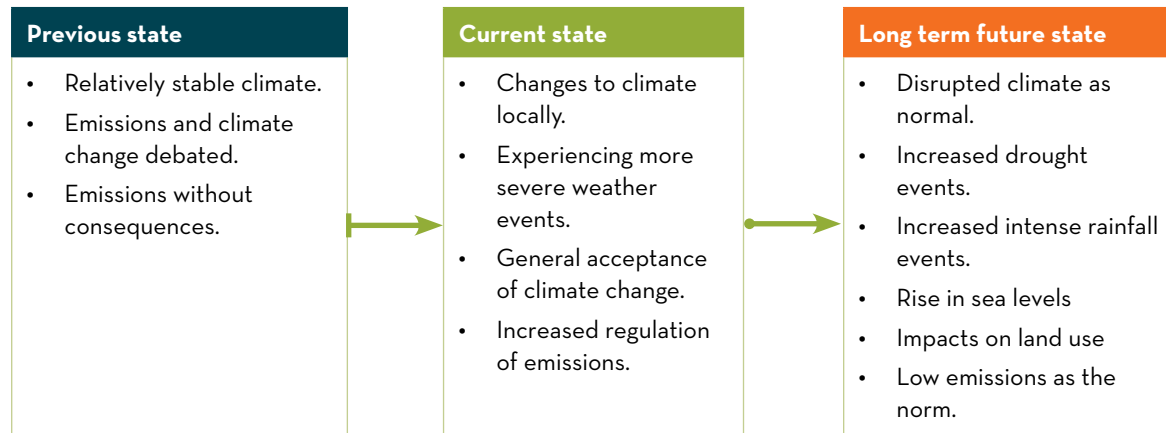 Previous state
• Relatively stable climate.
• Emissions and climate
change debated.
• Emissions without
consequences.
Current state
• Changes to climate
locally.
• Experiencing more
severe weather
events.
• General acceptance
of climate change.
• Increased regulation
of emissions.
Long term future state
• Disrupted climate as
normal.
• Increased drought
events.
• Increased intense rainfall
events.
• Rise in sea levels
• Impacts on land use
• Low emissions as the
norm.